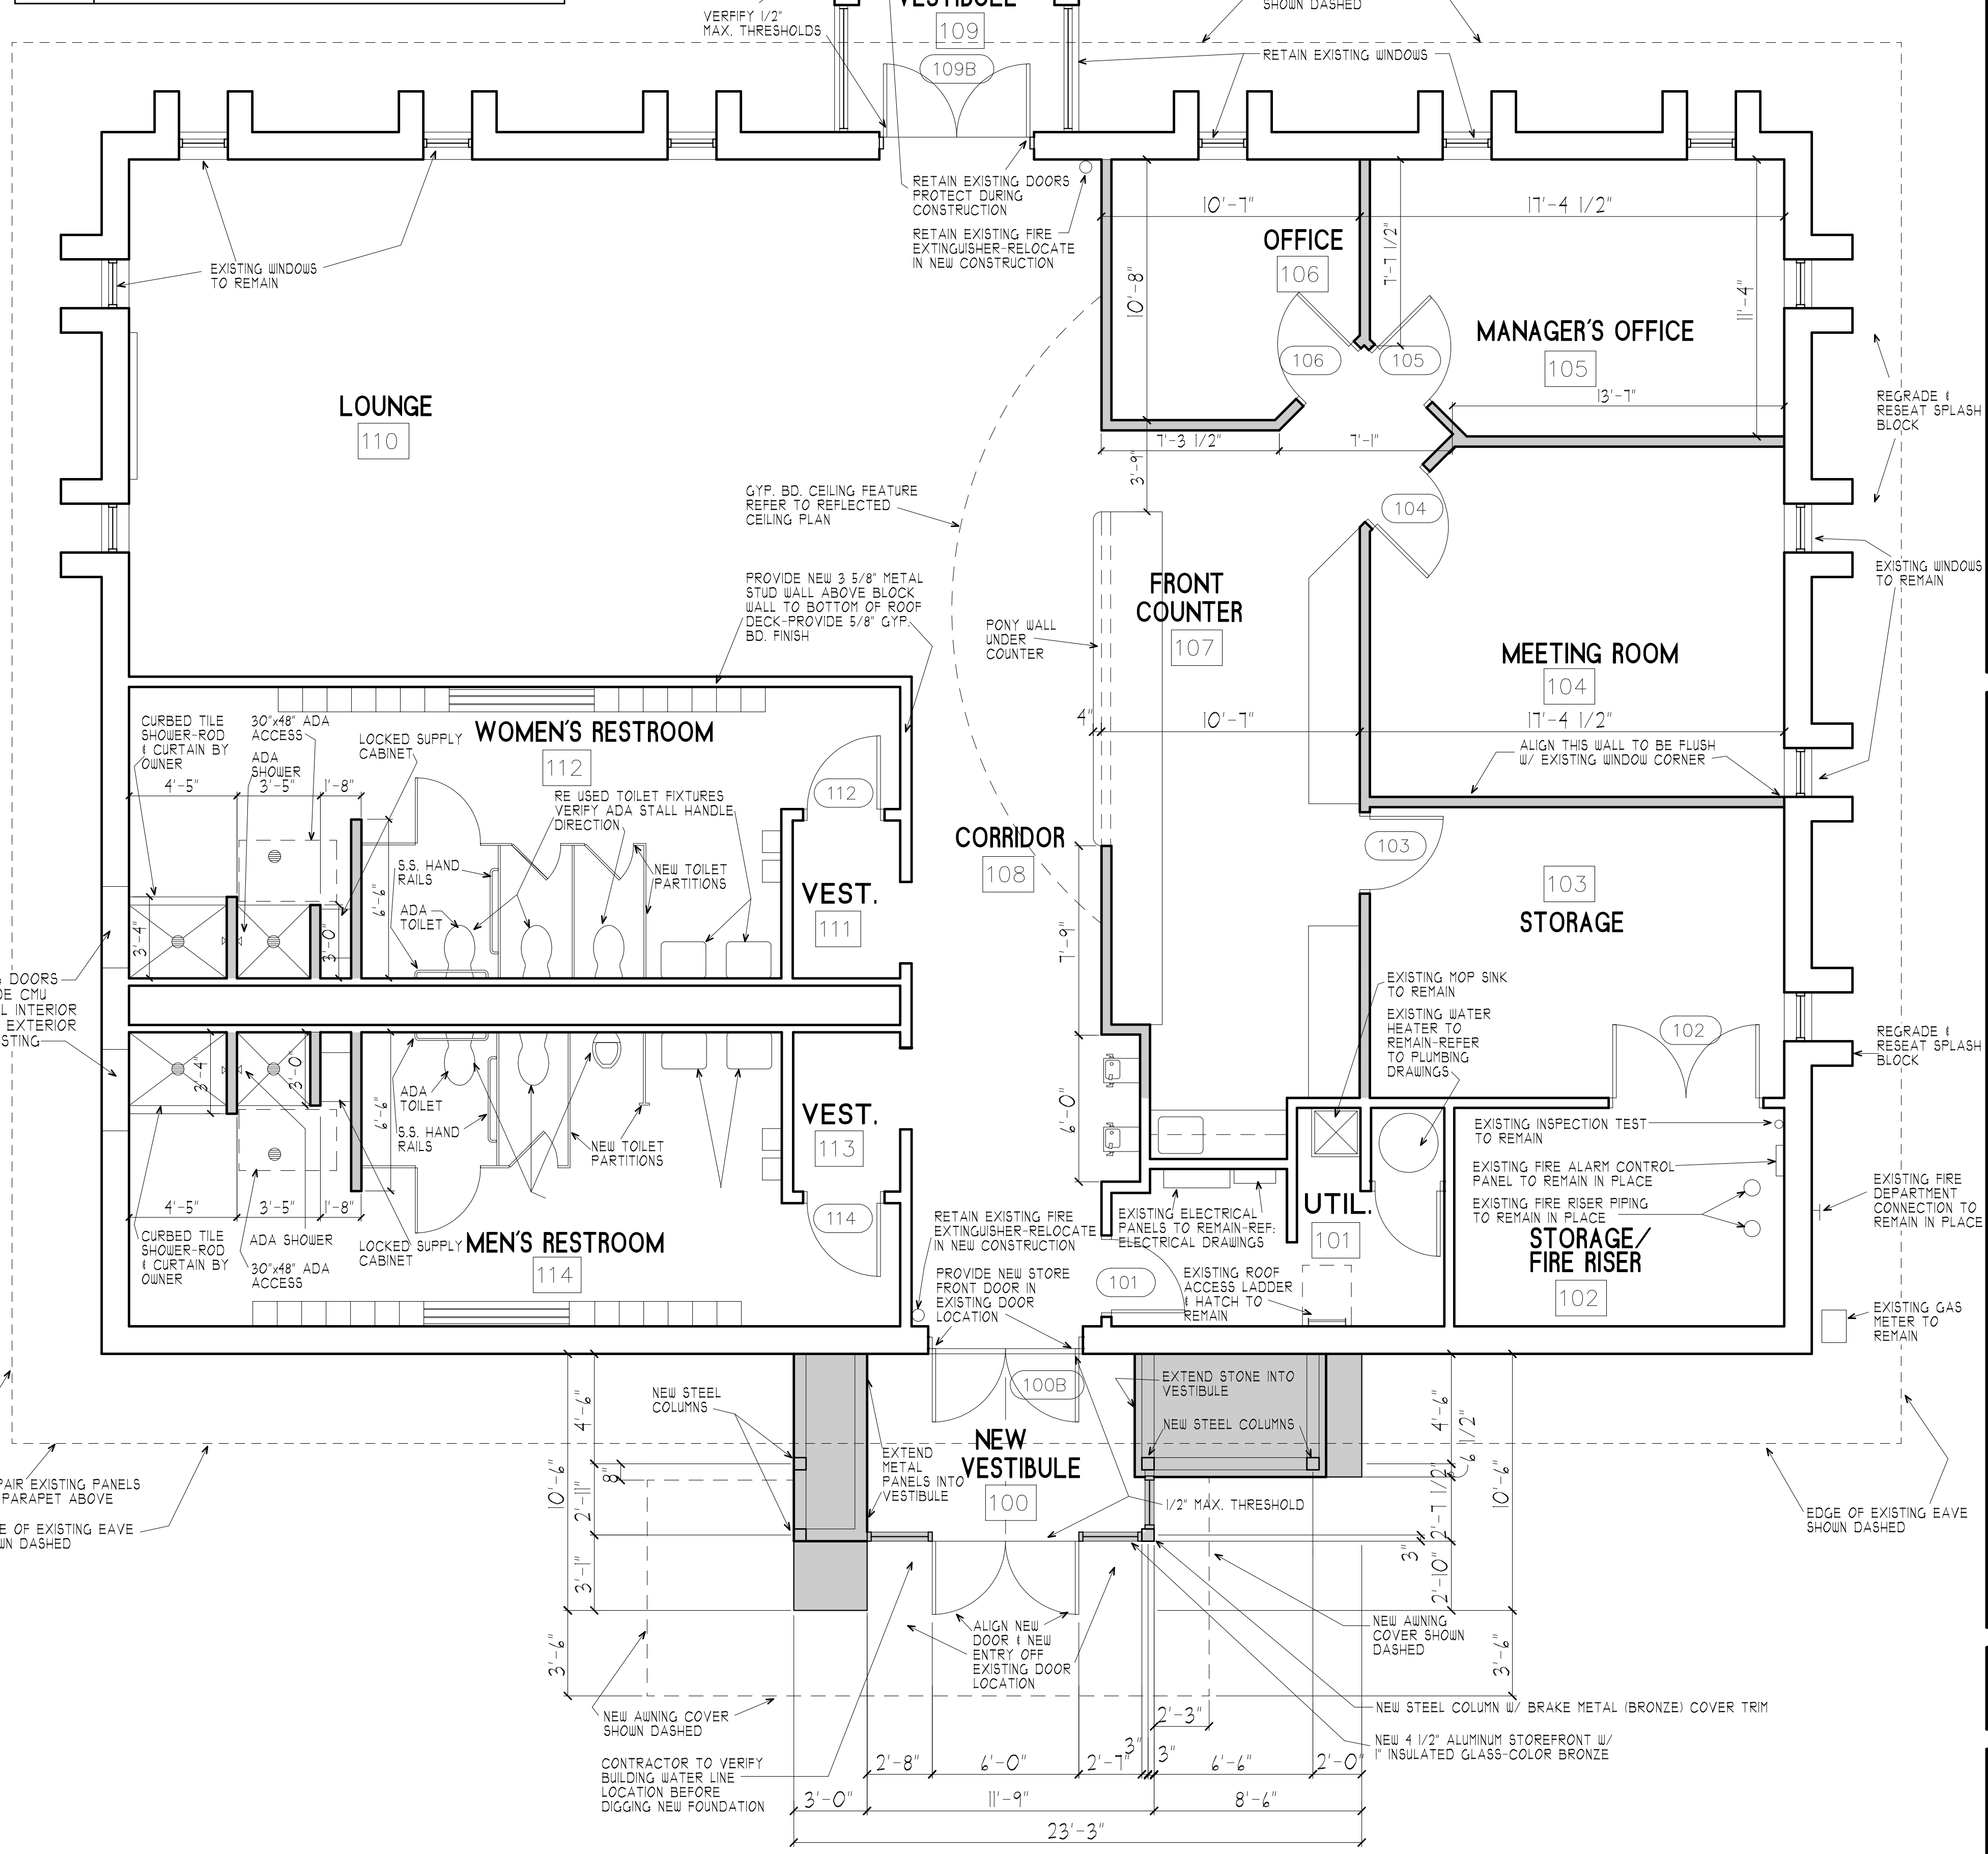 VERFIFY 1/2"
MAX. THRESHOLDS
VESTIBULE
109
109B
SHOWN DASHED
RETAIN EXISTING WINDOWS
RETAIN EXISTING DOORS
PROTECT DURING
CONSTRUCTION
RETAIN EXISTING FIRE
EXTINGUISHER-RELOCATE
IN NEW CONSTRUCTION
EXISTING WINDOWS
TO REMAIN
10'-7"
17'-4 1/2"
OFFICE
106
7'-7 1/2"
10'-8"
11'-4"
MANAGER'S OFFICE
105
106
105
13'-7"
LOUNGE
110
REGRADE &
RESEAT SPLASH
BLOCK
7'-3 1/2"
7'-1"
3'-9"
GYP. BD. CEILING FEATURE
REFER TO REFLECTED
CEILING PLAN
104
EXISTING WINDOWS
TO REMAIN
PROVIDE NEW 3 5/8" METAL
STUD WALL ABOVE BLOCK
WALL TO BOTTOM OF ROOF
DECK-PROVIDE 5/8" GYP.
BD. FINISH
FRONT
COUNTER
107
PONY WALL
UNDER
COUNTER
MEETING ROOM
104
4"
10'-7"
17'-4 1/2"
ALIGN THIS WALL TO BE FLUSH
W/ EXISTING WINDOW CORNER
CURBED TILE
SHOWER-ROD
& CURTAIN BY
OWNER
30"x48" ADA
ACCESS
ADA
SHOWER
LOCKED SUPPLY
CABINET
WOMEN'S RESTROOM
112
4'-5"
3'-5"
1'-8"
RE USED TOILET FIXTURES
VERIFY ADA STALL HANDLE
DIRECTION
112
S.S. HAND
RAILS
NEW TOILET
PARTITIONS
6'-6"
ADA
TOILET
3'-4"
3'-0"
VEST.
111
CORRIDOR
108
103
103
STORAGE
7'-9"
DOORS
DE CMU
L INTERIOR
EXTERIOR
STING
EXISTING MOP SINK
TO REMAIN
EXISTING WATER
HEATER TO
REMAIN-REFER
TO PLUMBING
DRAWINGS
102
REGRADE &
RESEAT SPLASH
BLOCK
3'-4"
3'-0"
6'-6"
ADA
TOILET
S.S. HAND
RAILS
NEW TOILET
PARTITIONS
VEST.
113
6'-0"
EXISTING INSPECTION TEST
TO REMAIN
EXISTING FIRE ALARM CONTROL
PANEL TO REMAIN IN PLACE
EXISTING FIRE RISER PIPING
TO REMAIN IN PLACE
EXISTING FIRE
DEPARTMENT
CONNECTION TO
REMAIN IN PLACE
4'-5"
3'-5"
1'-8"
CURBED TILE
SHOWER-ROD
& CURTAIN BY
OWNER
ADA SHOWER
30"x48" ADA
ACCESS
LOCKED SUPPLY
CABINET
MEN'S RESTROOM
114
114
RETAIN EXISTING FIRE
EXTINGUISHER-RELOCATE
IN NEW CONSTRUCTION
EXISTING ELECTRICAL
PANELS TO REMAIN-REF:
ELECTRICAL DRAWINGS
UTIL.
101
STORAGE/
FIRE RISER
102
PROVIDE NEW STORE
FRONT DOOR IN
EXISTING DOOR
LOCATION
101
EXISTING ROOF
ACCESS LADDER
& HATCH TO
REMAIN
EXISTING GAS
METER TO
REMAIN
100B
EXTEND STONE INTO
VESTIBULE
NEW STEEL
COLUMNS
NEW STEEL COLUMNS
4'-6"
4'-6"
6 1/2"
EXTEND
METAL
PANELS INTO
VESTIBULE
NEW
VESTIBULE
100
8"
10'-6"
2'-11"
2'-7 1/2"
10'-6"
1/2" MAX. THRESHOLD
PAIR EXISTING PANELS
PARAPET ABOVE
E OF EXISTING EAVE
WN DASHED
EDGE OF EXISTING EAVE
SHOWN DASHED
3'-1"
3"
2'-10"
ALIGN NEW
DOOR & NEW
ENTRY OFF
EXISTING DOOR
LOCATION
NEW AWNING
COVER SHOWN
DASHED
3'-6"
3'-6"
NEW AWNING COVER
SHOWN DASHED
NEW STEEL COLUMN W/ BRAKE METAL (BRONZE) COVER TRIM
2'-3"
NEW 4 1/2" ALUMINUM STOREFRONT W/
1" INSULATED GLASS-COLOR BRONZE
CONTRACTOR TO VERIFY
BUILDING WATER LINE
LOCATION BEFORE
DIGGING NEW FOUNDATION
2'-8"
6'-0"
2'-7"
3"
3"
6'-6"
2'-0"
3'-0"
11'-9"
8'-6"
23'-3"